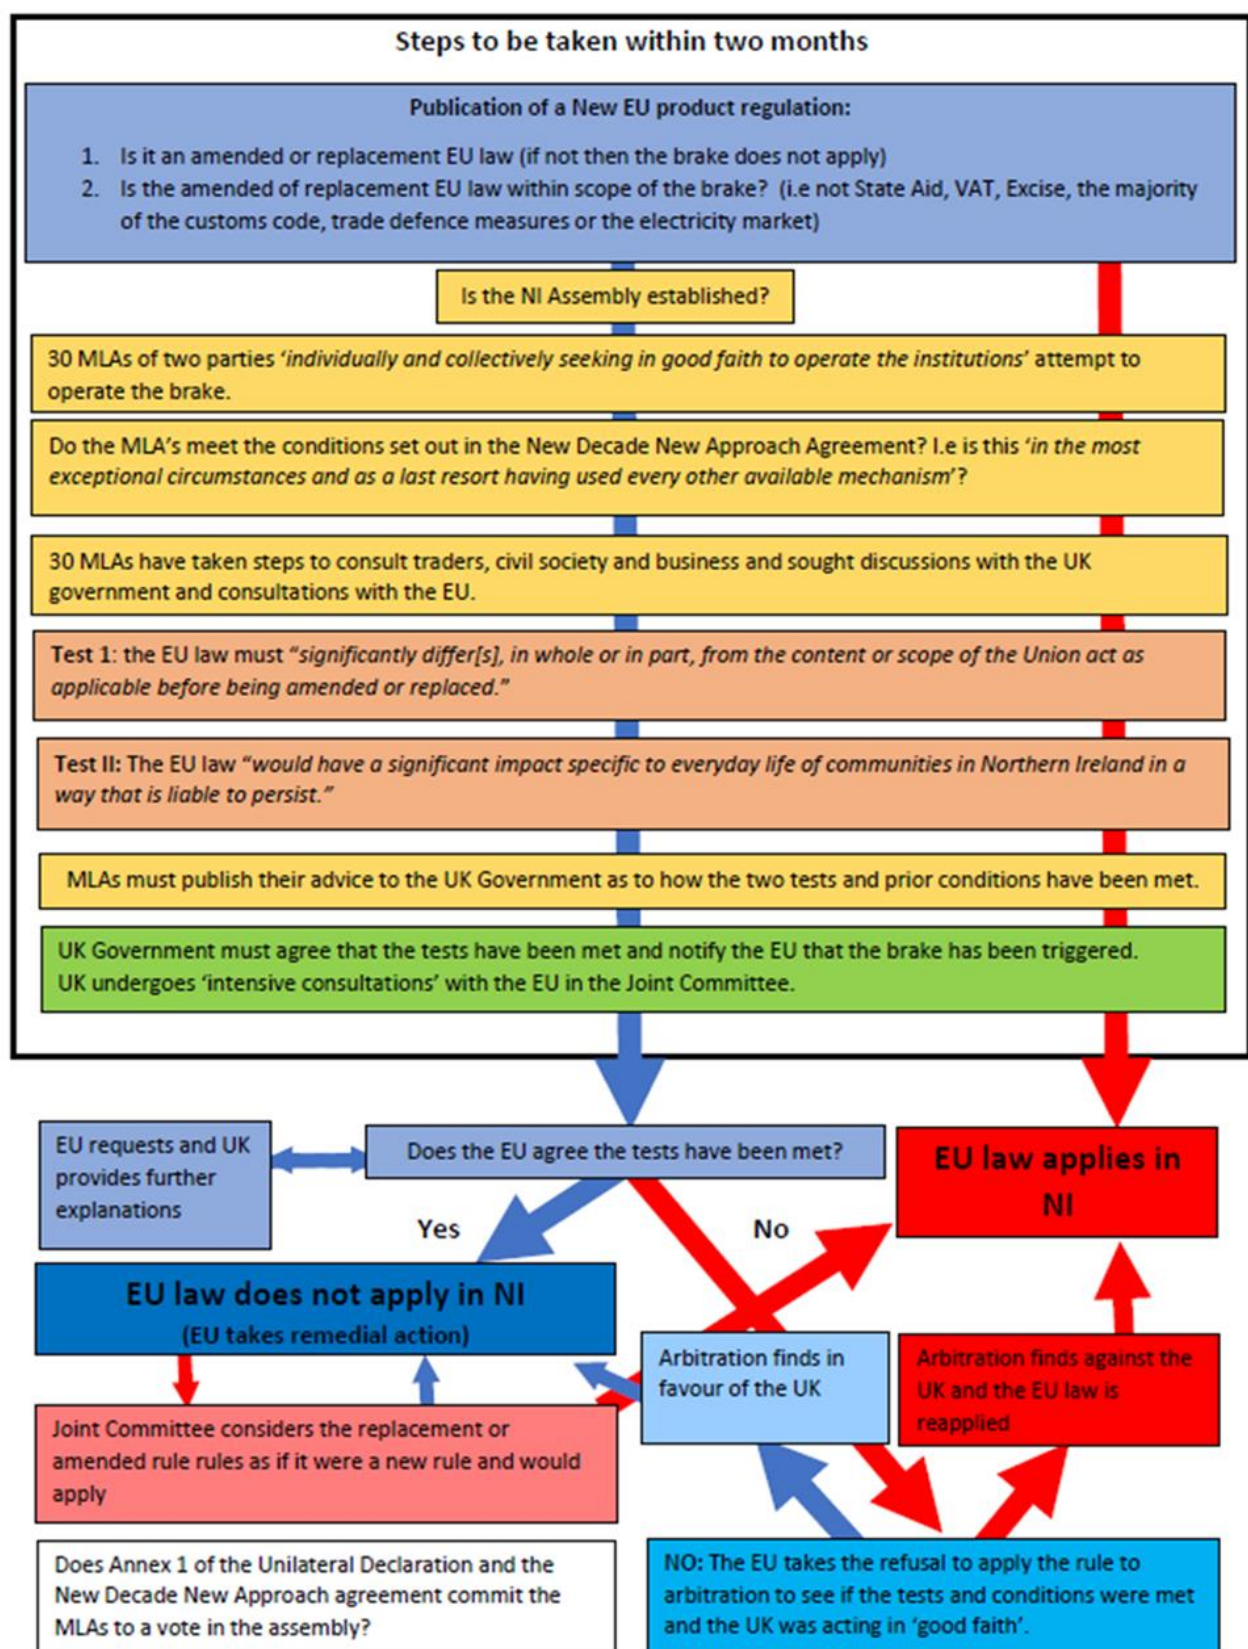 Steps to be taken within two months
Publication of a New EU product regulation:
1. Is it an amended or replacement EU law (if not then the brake does not apply)
2. Is the amended of replacement EU law within scope of the brake? (i.e not State Aid, VAT, Excise, the majority
of the customs code, trade defence measures or the electricity market)
Is the NI Assembly established?
30 MLAs of two parties ‘individually and collectively seeking in good faith to operate the institutions’ attempt to
operate the brake.
Do the MLA’s meet the conditions set out in the New Decade New Approach Agreement? I.e is this ‘in the most
exceptional circumstances and as a last resort having used every other available mechanism’?
30 MLAs have taken steps to consult traders, civil society and business and sought discussions with the UK
government and consultations with the EU.
Test 1: the EU law must “significantly differ[s], in whole or in part, from the content or scope of the Union act as
applicable before being amended or replaced.”
Test II: The EU law “would have a significant impact specific to everyday life of communities in Northern Ireland in a
way that is liable to persist.”
MLAs must publish their advice to the UK Government as to how the two tests and prior conditions have been met.
UK Government must agree that the tests have been met and notify the EU that the brake has been triggered.
UK undergoes ‘intensive consultations’ with the EU in the Joint Committee.
EU requests and UK
provides further
explanations
Does the EU agree the tests have been met?
EU law applies in
NI
Yes
No
EU law does not apply in NI
(EU takes remedial action)
Arbitration finds in
favour of the UK
Arbitration finds against the
UK and the EU law is
reapplied
Joint Committee considers the replacement or
amended rule rules as if it were a new rule and would
apply
Does Annex 1 of the Unilateral Declaration and the
New Decade New Approach agreement commit the
MLAs to a vote in the assembly?
NO: The EU takes the refusal to apply the rule to
arbitration to see if the tests and conditions were met
and the UK was acting in ‘good faith’.